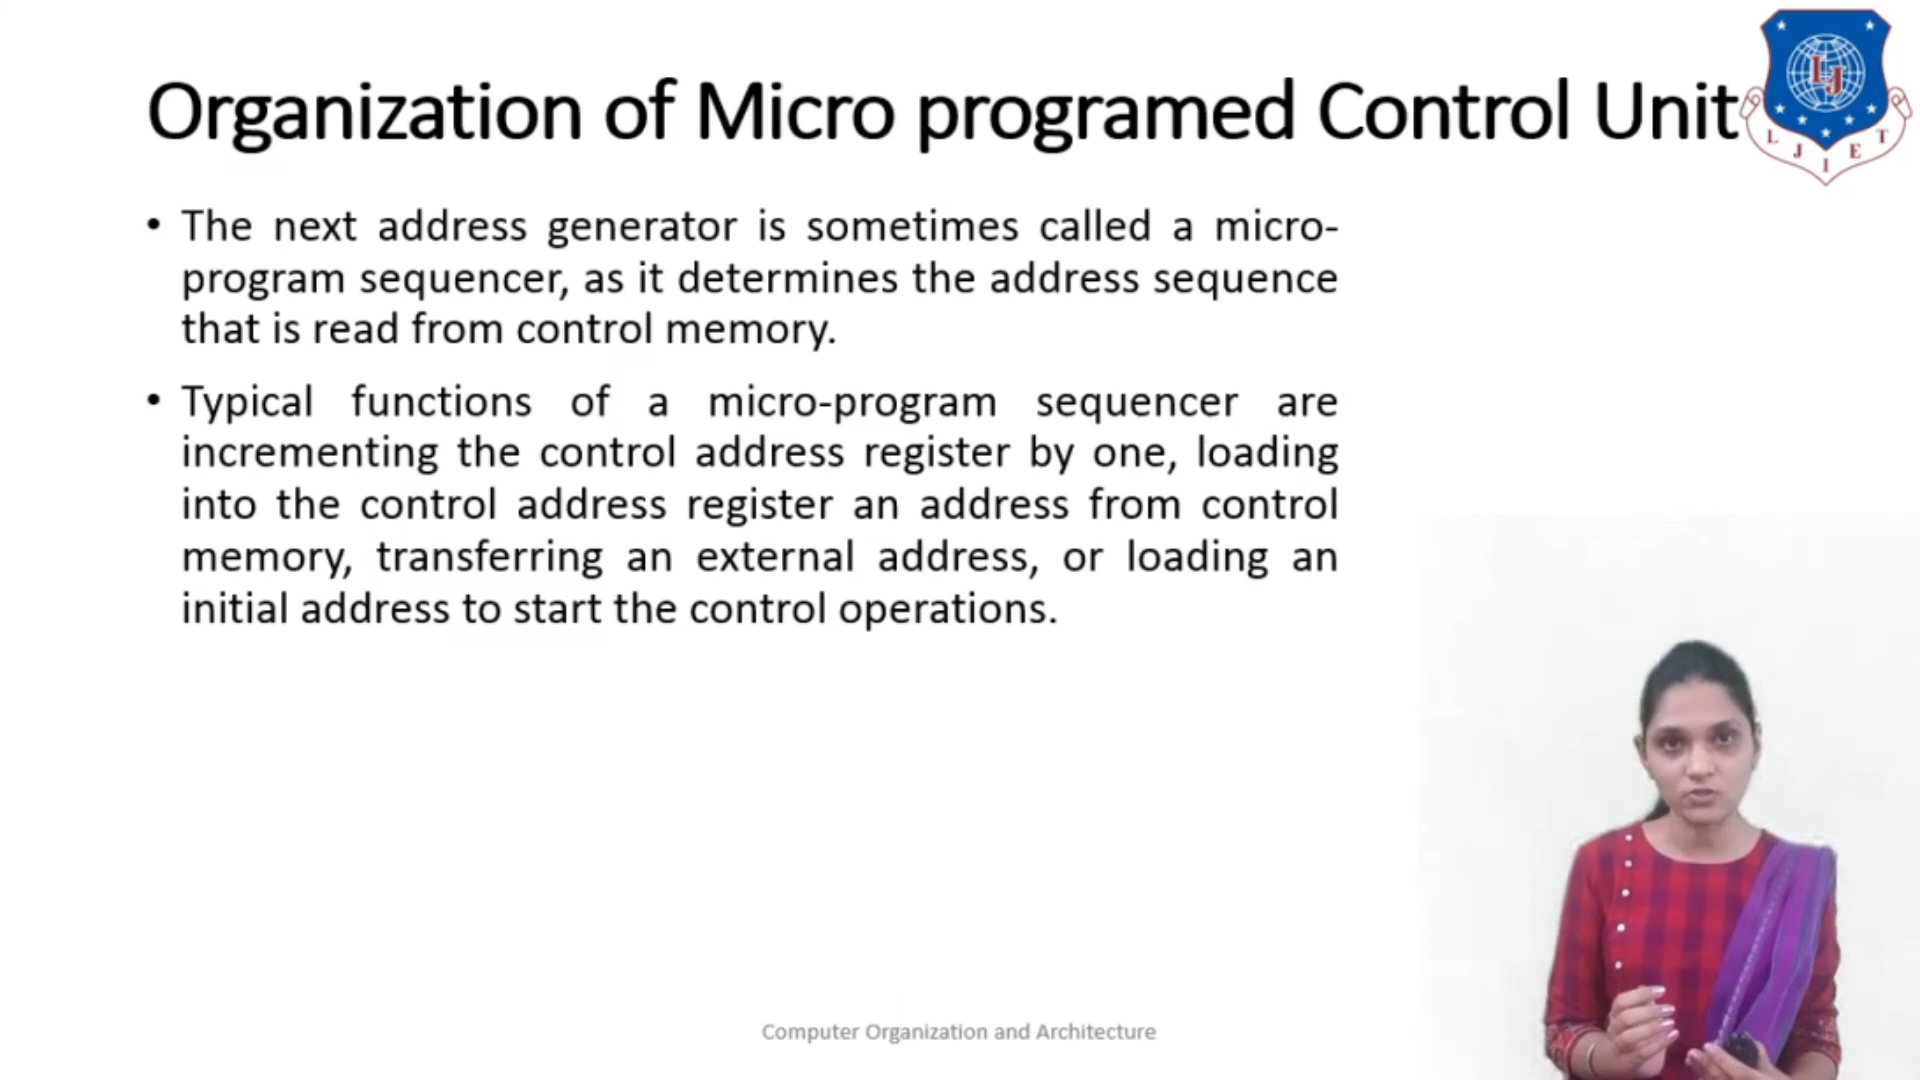 Organization of Micro programed Control Unit
L J I E T
LJ
• The next address generator is sometimes called a micro-
program sequencer, as it determines the address sequence
that is read from control memory.
• Typical functions of a micro-program sequencer are
incrementing the control address register by one, loading
into the control address register an address from control
memory, transferring an external address, or loading an
initial address to start the control operations.
Computer Organization and Architecture